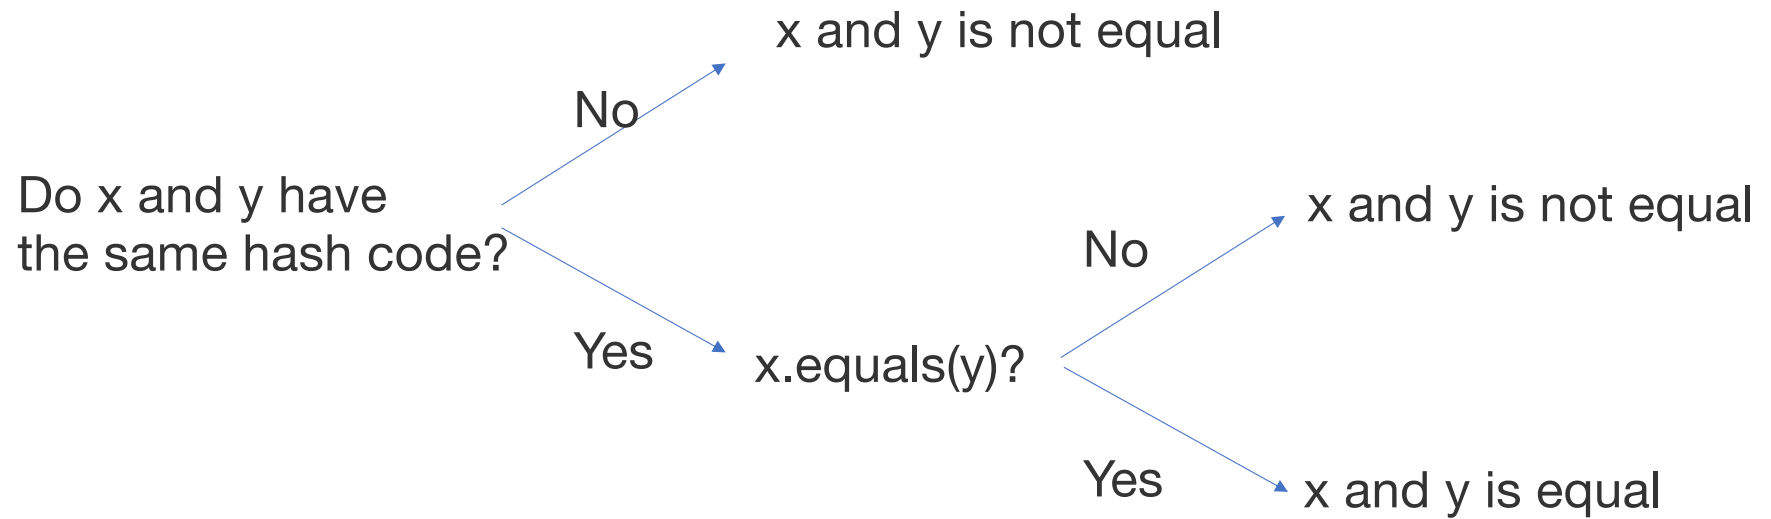 x and y is not equal
No
Do x and y have
the same hash code?
x and y is not equal
No
Yes
x.equals(y)?
Yes
x and y is equal